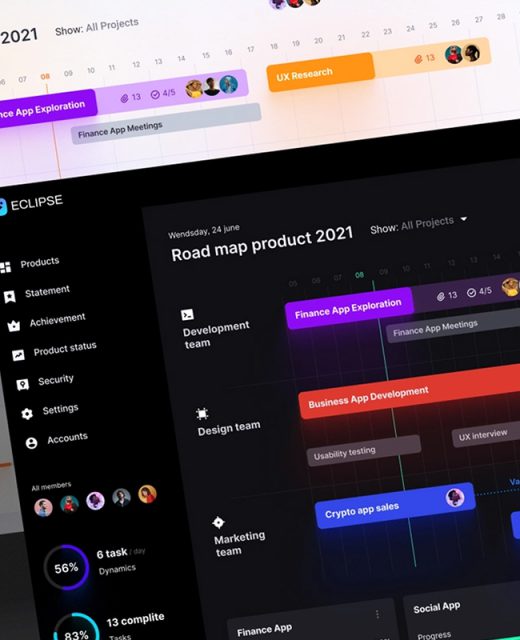 2021
Show: All Projects
06 07 08 09 10 11 12 13 14 15 16 17 18 19 20 21 22 23 24 25 26 27 28
UX Research
13
nce App Exploration
13
4/5
Finance App Meetings
ECLIPSE
Products
Statement
Achievement
Product status
Security
Settings
Accounts
All members
56%
6 task / day
Dynamics
83%
13 complite
Tasks
Wendsday, 24 june
Road map product 2021
Show: All Projects
05 06 07 08 09 10 11 12 13 14
Development
team
Finance App Exploration
13
4/5
Finance App Meetings
Design team
Business App Development
Usability testing
UX interview
Marketing
team
Crypto app sales
Va
Finance App
Social App
Progress